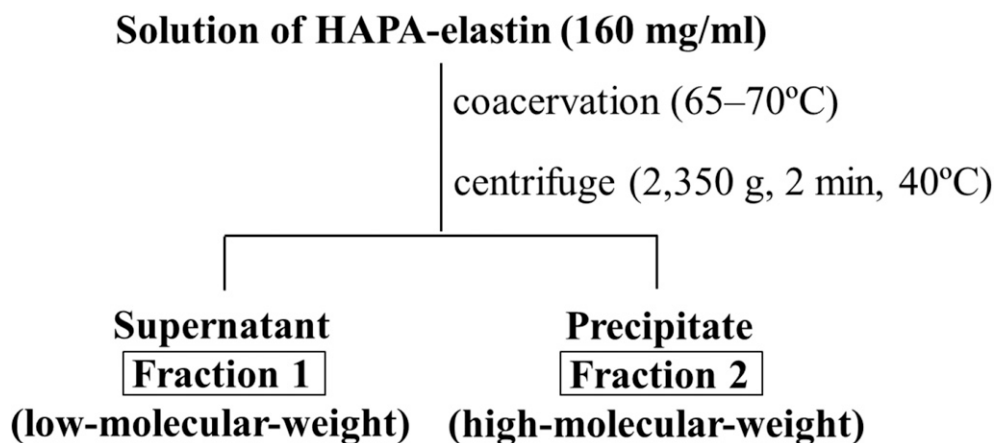 Solution of HAPA-elastin (160 mg/ml)
coacervation (65–70ºC)
centrifuge (2,350 g, 2 min, 40ºC)
Supernatant
Fraction 1
(low-molecular-weight)
Precipitate
Fraction 2
(high-molecular-weight)